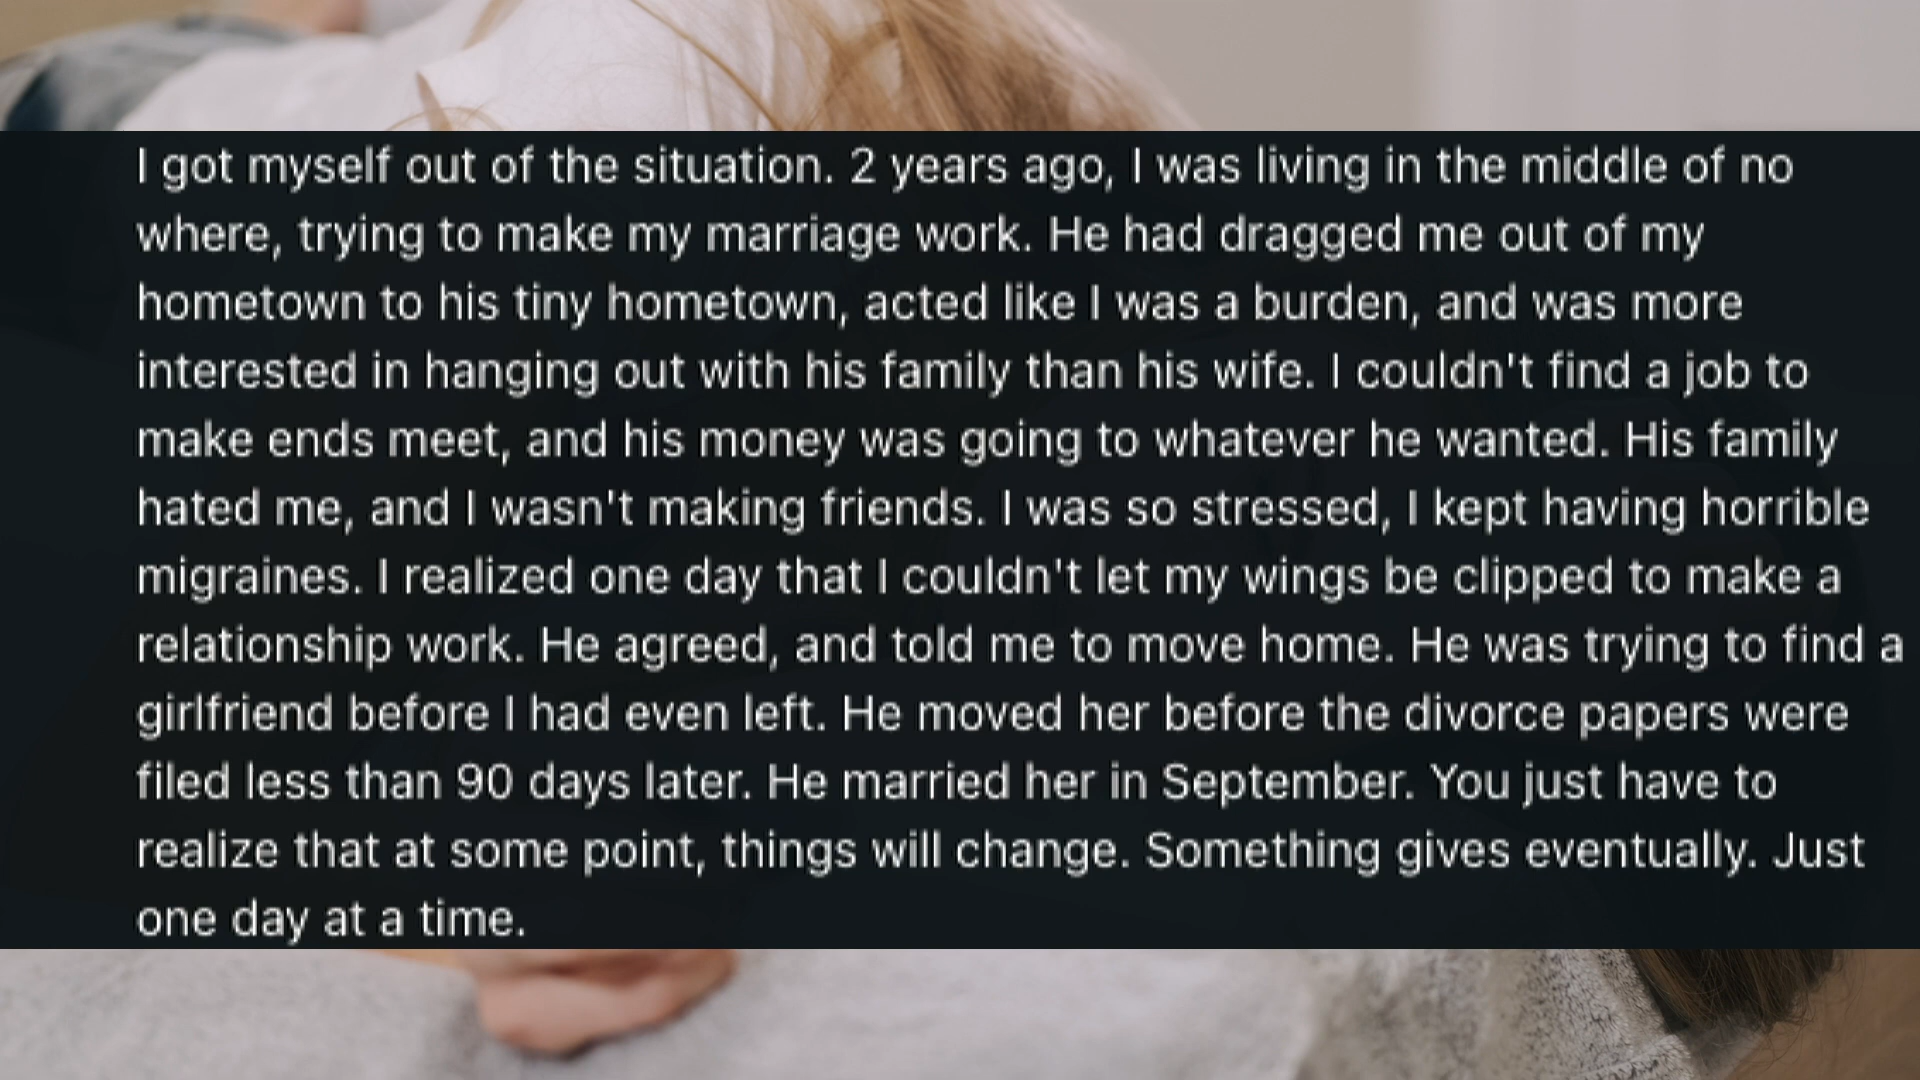 I got myself out of the situation. 2 years ago, I was living in the middle of no
where, trying to make my marriage work. He had dragged me out of my
hometown to his tiny hometown, acted like I was a burden, and was more
interested in hanging out with his family than his wife. I couldn't find a job to
make ends meet, and his money was going to whatever he wanted. His family
hated me, and I wasn't making friends. I was so stressed, I kept having horrible
migraines. I realized one day that I couldn't let my wings be clipped to make a
relationship work. He agreed, and told me to move home. He was trying to find a
girlfriend before I had even left. He moved her before the divorce papers were
filed less than 90 days later. He married her in September. You just have to
realize that at some point, things will change. Something gives eventually. Just
one day at a time.